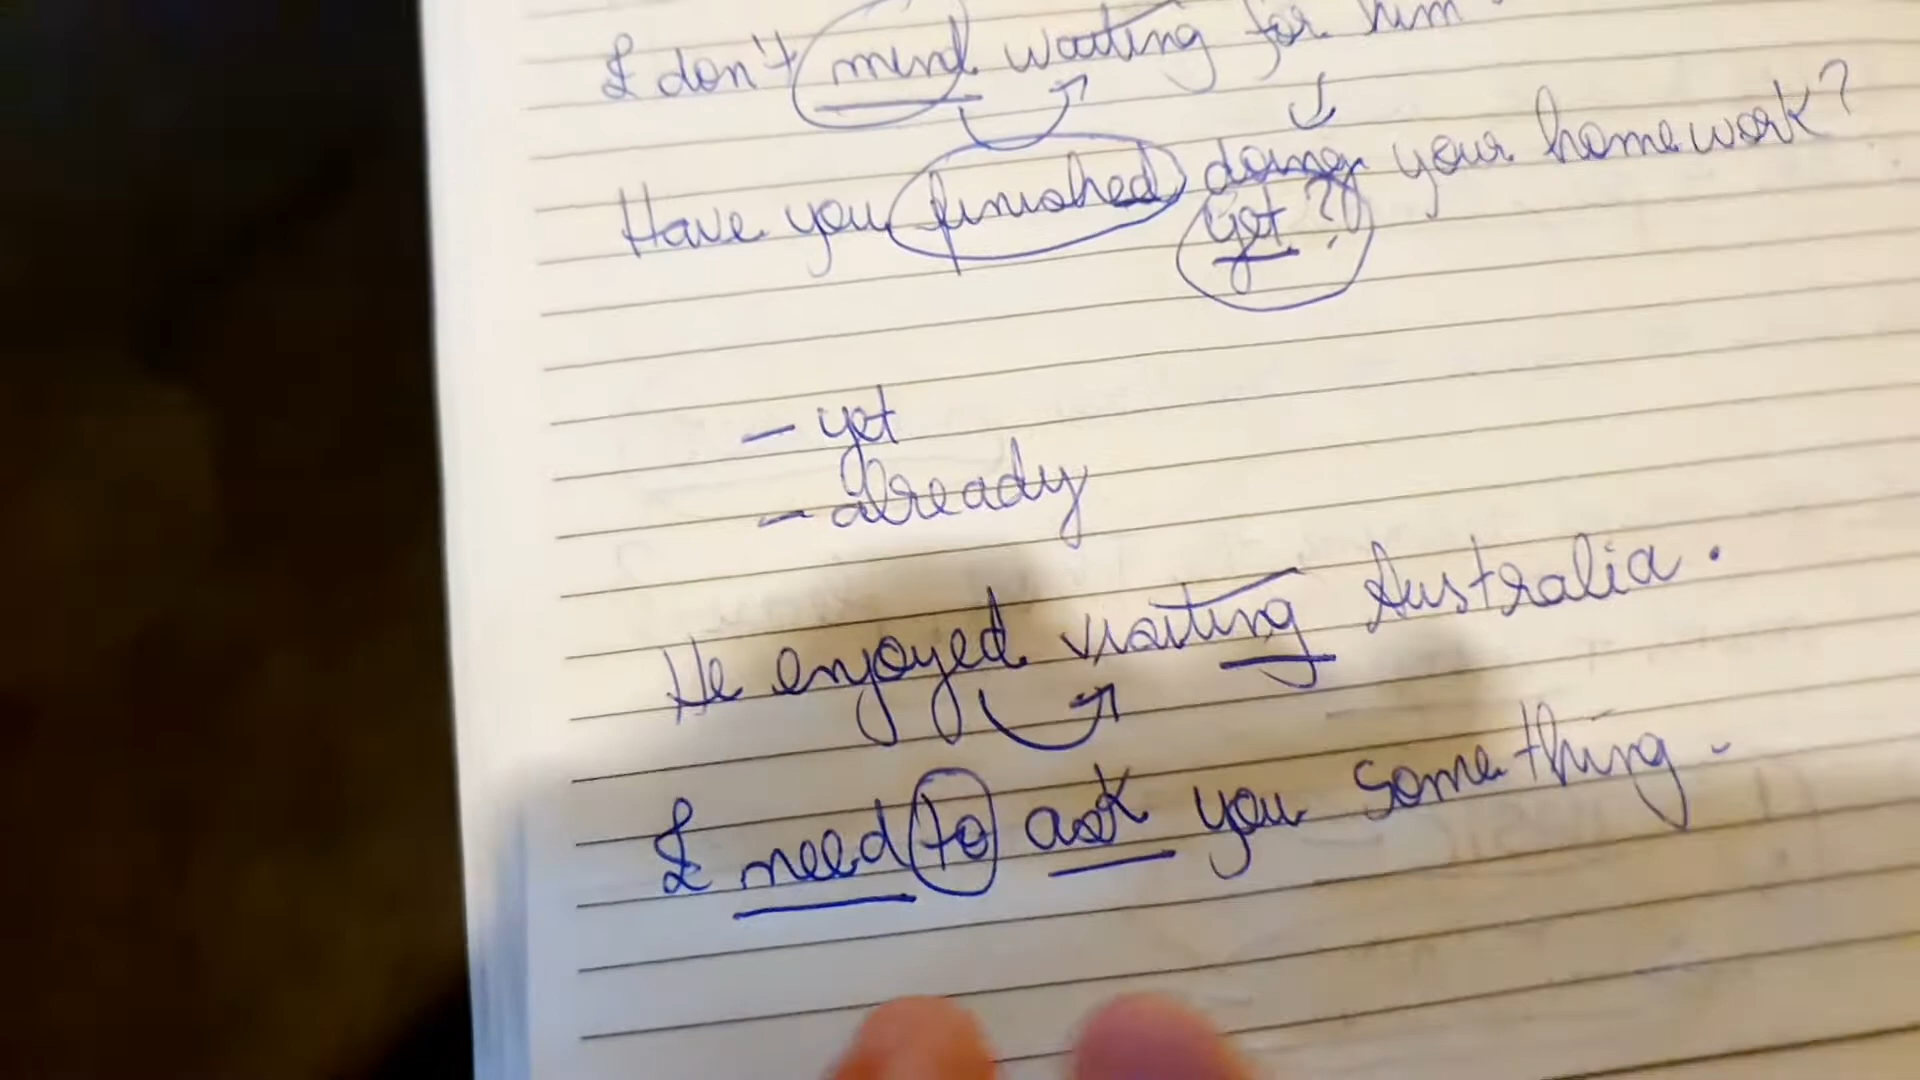 I don't mind waiting for him.
Have you finished doing your homework?
yet?
- yet
- already
He enjoyed visiting Australia.
I need to ask you something.